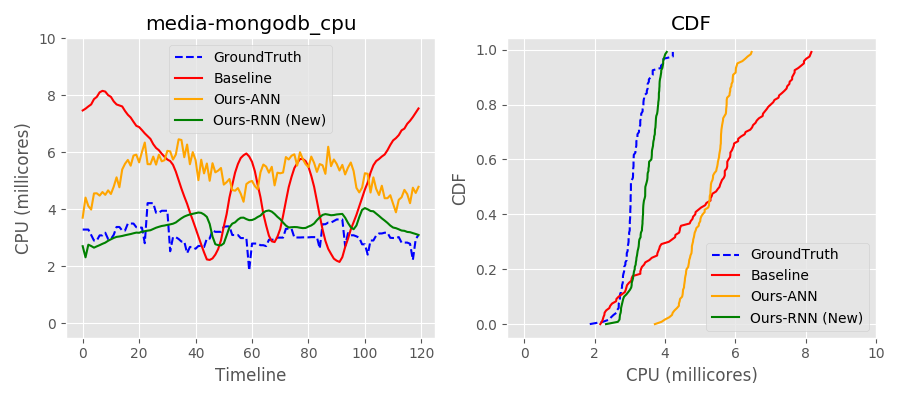 media-mongodb_cpu
CPU (millicores)
10
8
6
4
2
0
GroundTruth
Baseline
Ours-ANN
Ours-RNN (New)
0 20 40 60 80 100 120
Timeline
CDF
CDF
1.0
0.8
0.6
0.4
0.2
0.0
GroundTruth
Baseline
Ours-ANN
Ours-RNN (New)
0 2 4 6 8 10
CPU (millicores)